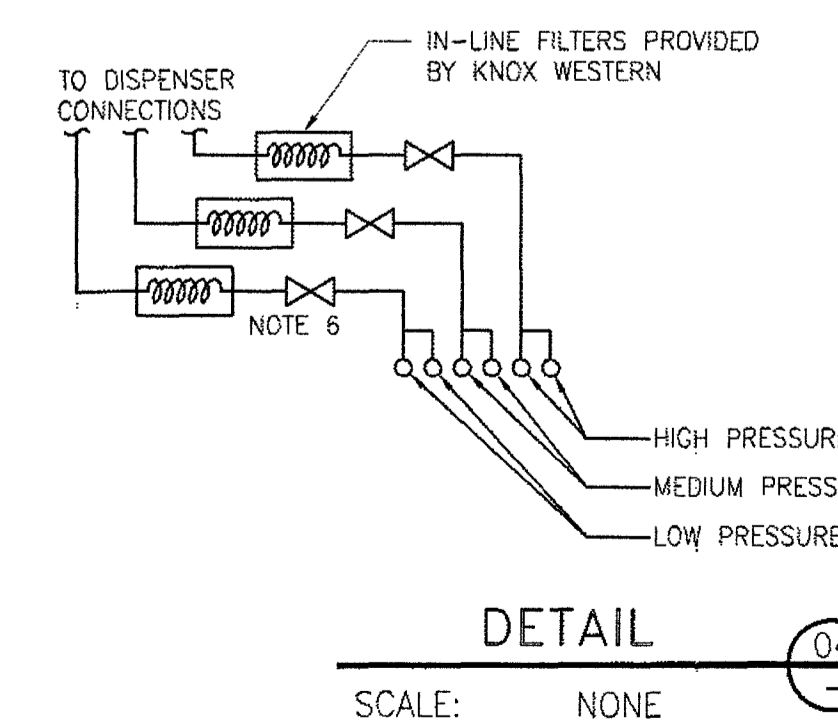 IN-LINE FILTERS PROVIDED
BY KNOX WESTERN
TO DISPENSER
CONNECTIONS
NOTE 6
HIGH PRESSUR
MEDIUM PRESS
LOW PRESSURE
DETAIL
04
SCALE: NONE